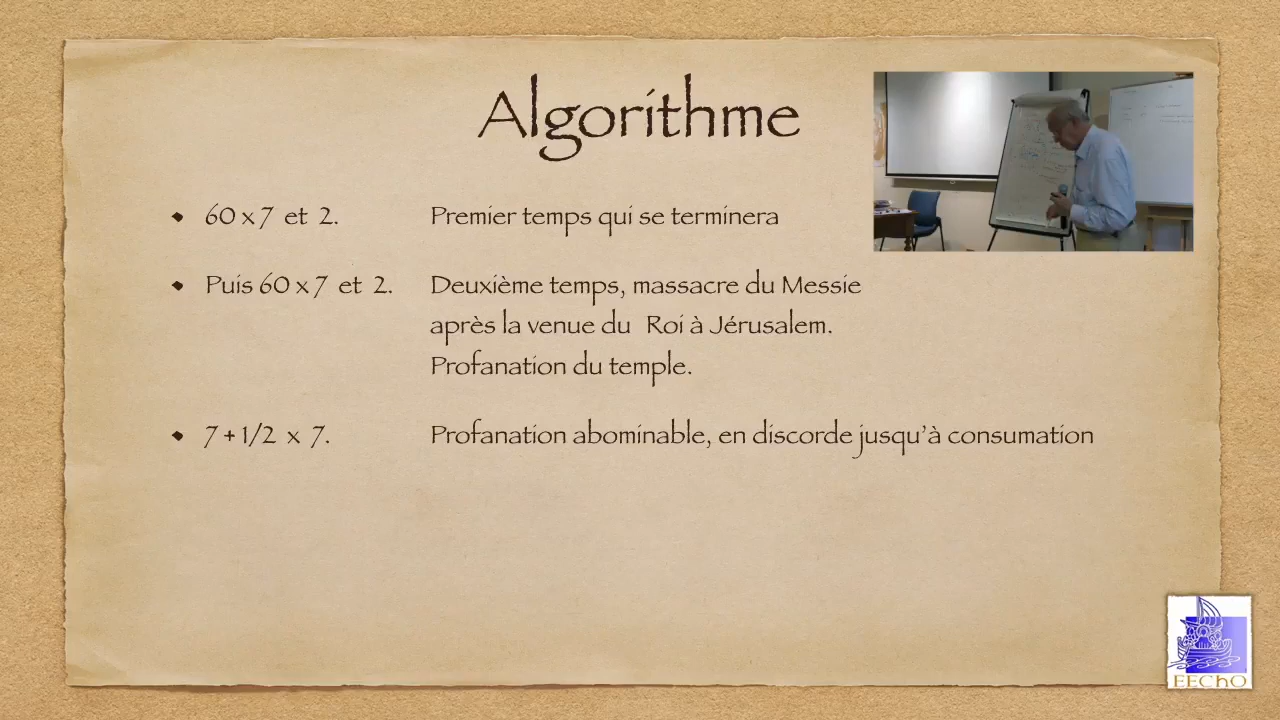 Algorithme
• 60 x 7 et 2. Premier temps qui se terminera
• Puis 60 x 7 et 2. Deuxième temps, massacre du Messie
après la venue du Roi à Jérusalem.
Profanation du temple.
• 7 + 1/2 x 7. Profanation abominable, en discorde jusqu'à consumation
EEChO